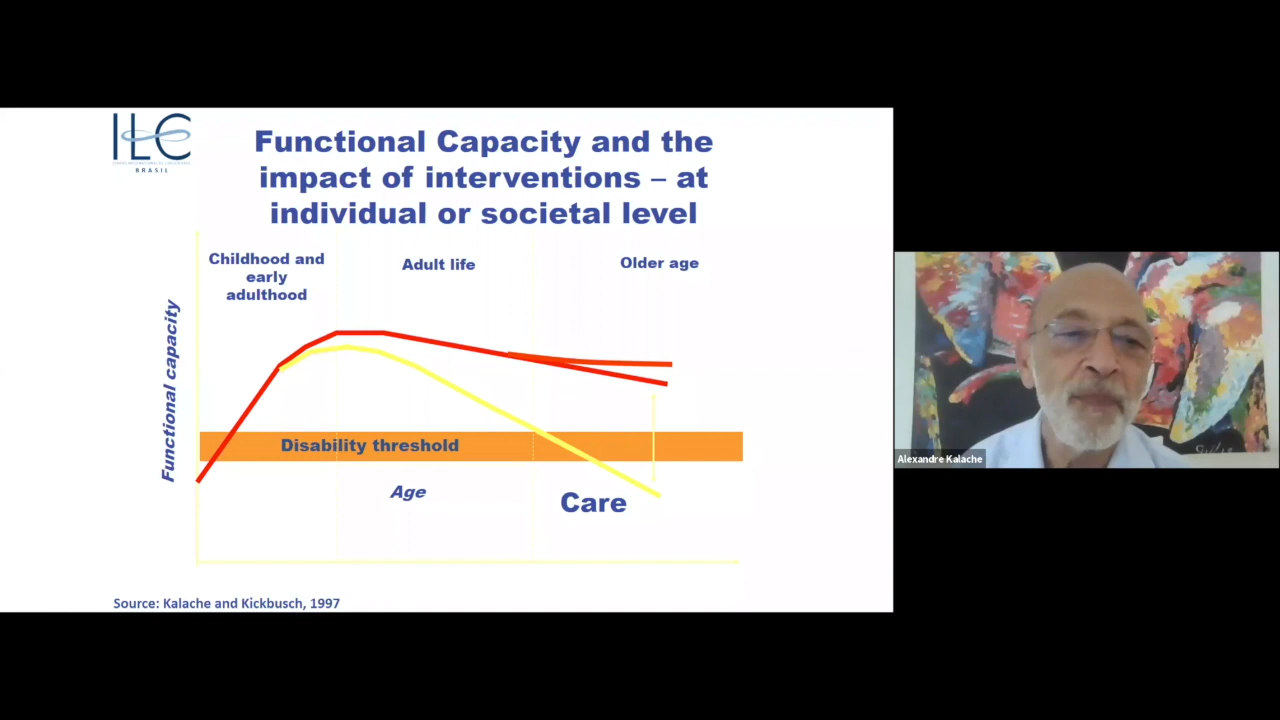 ILC
BRASIL
Functional Capacity and the
impact of interventions – at
individual or societal level
Childhood and
early
adulthood
Adult life
Older age
Functional capacity
Disability threshold
Age
Care
Source: Kalache and Kickbusch, 1997
Alexandre Kalache